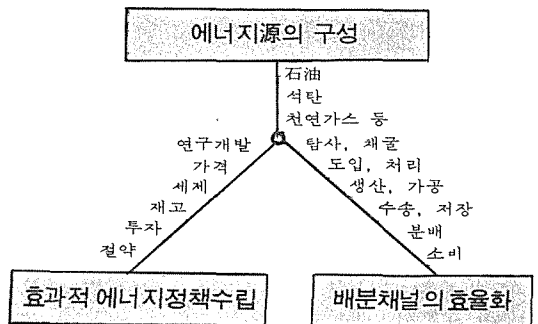 에너지源의 구성
石油
석탄
천연가스 등
연구개발
가격
세제
재고
투자
절약
탐사, 채굴
도입, 처리
생산, 가공
수송, 저장
분배
소비
효과적 에너지정책수립
배분채널의 효율화